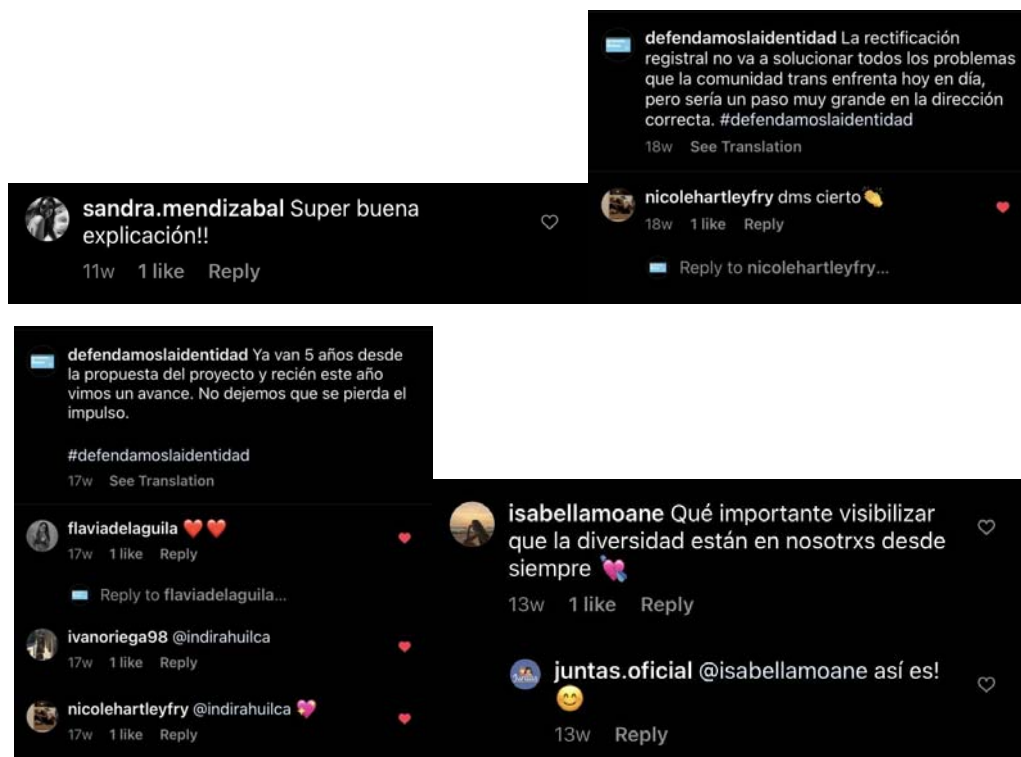 defendamoslaidentidad La rectificación
registral no va a solucionar todos los problemas
que la comunidad trans enfrenta hoy en día,
pero sería un paso muy grande en la dirección
correcta. #defendamoslaidentidad
18w See Translation
nicolehartleyfry dms cierto👏
18w 1 like Reply
Reply to nicolehartleyfry...
sandra.mendizabal Super buena
explicación!!
11w 1 like Reply
defendamoslaidentidad Ya van 5 años desde
la propuesta del proyecto y recién este año
vimos un avance. No dejemos que se pierda el
impulso.
#defendamoslaidentidad
17w See Translation
flaviadelaguila ❤️❤️
17w 1 like Reply
Reply to flaviadelaguila...
ivanoriega98 @indirahuilca
17w 1 like Reply
nicolehartleyfry @indirahuilca 💖
17w 1 like Reply
isabellamoane Qué importante visibilizar
que la diversidad están en nosotrxs desde
siempre 💘
13w 1 like Reply
juntas.oficial @isabellamoane así es!
😊
13w Reply